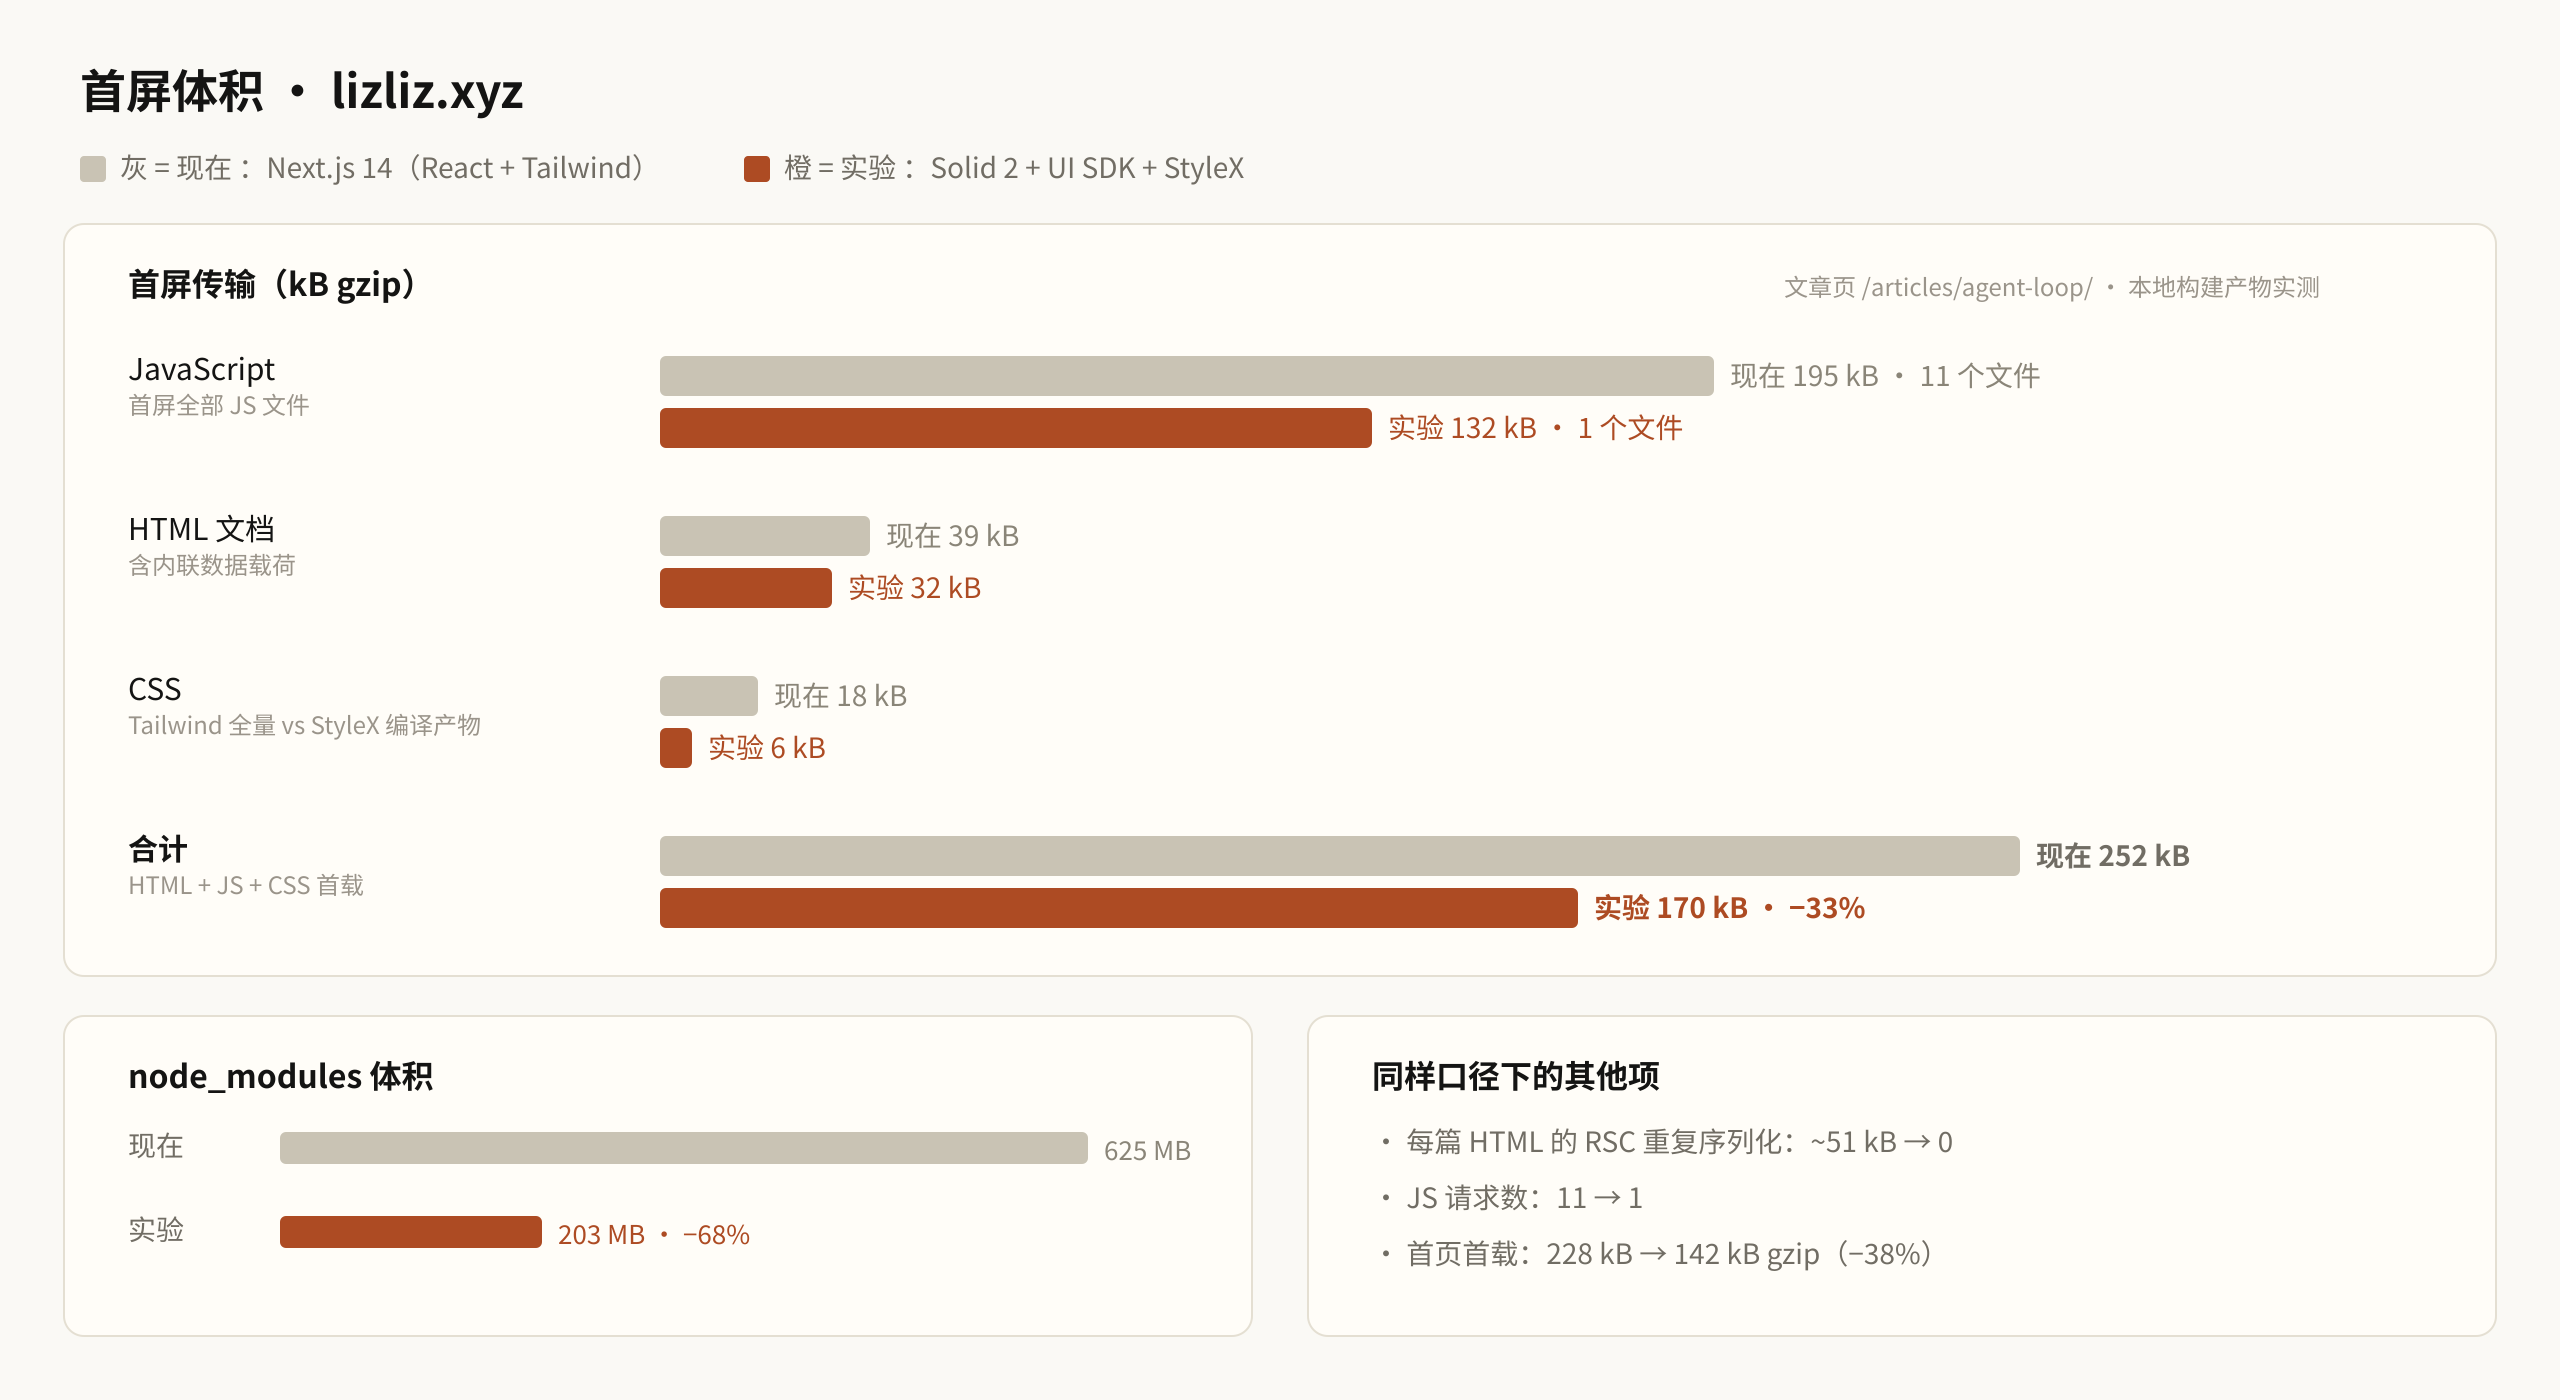 首屏体积 · lizliz.xyz
灰 = 现在： Next.js 14（React + Tailwind）
橙 = 实验： Solid 2 + UI SDK + StyleX
首屏传输（kB gzip）
文章页 /articles/agent-loop/ · 本地构建产物实测
JavaScript
首屏全部 JS 文件
现在 195 kB · 11 个文件
实验 132 kB · 1 个文件
HTML 文档
含内联数据载荷
现在 39 kB
实验 32 kB
CSS
Tailwind 全量 vs StyleX 编译产物
现在 18 kB
实验 6 kB
合计
HTML + JS + CSS 首载
现在 252 kB
实验 170 kB · −33%
node_modules 体积
现在
625 MB
实验
203 MB · −68%
同样口径下的其他项
· 每篇 HTML 的 RSC 重复序列化：~51 kB → 0
· JS 请求数：11 → 1
· 首页首载：228 kB → 142 kB gzip（−38%）